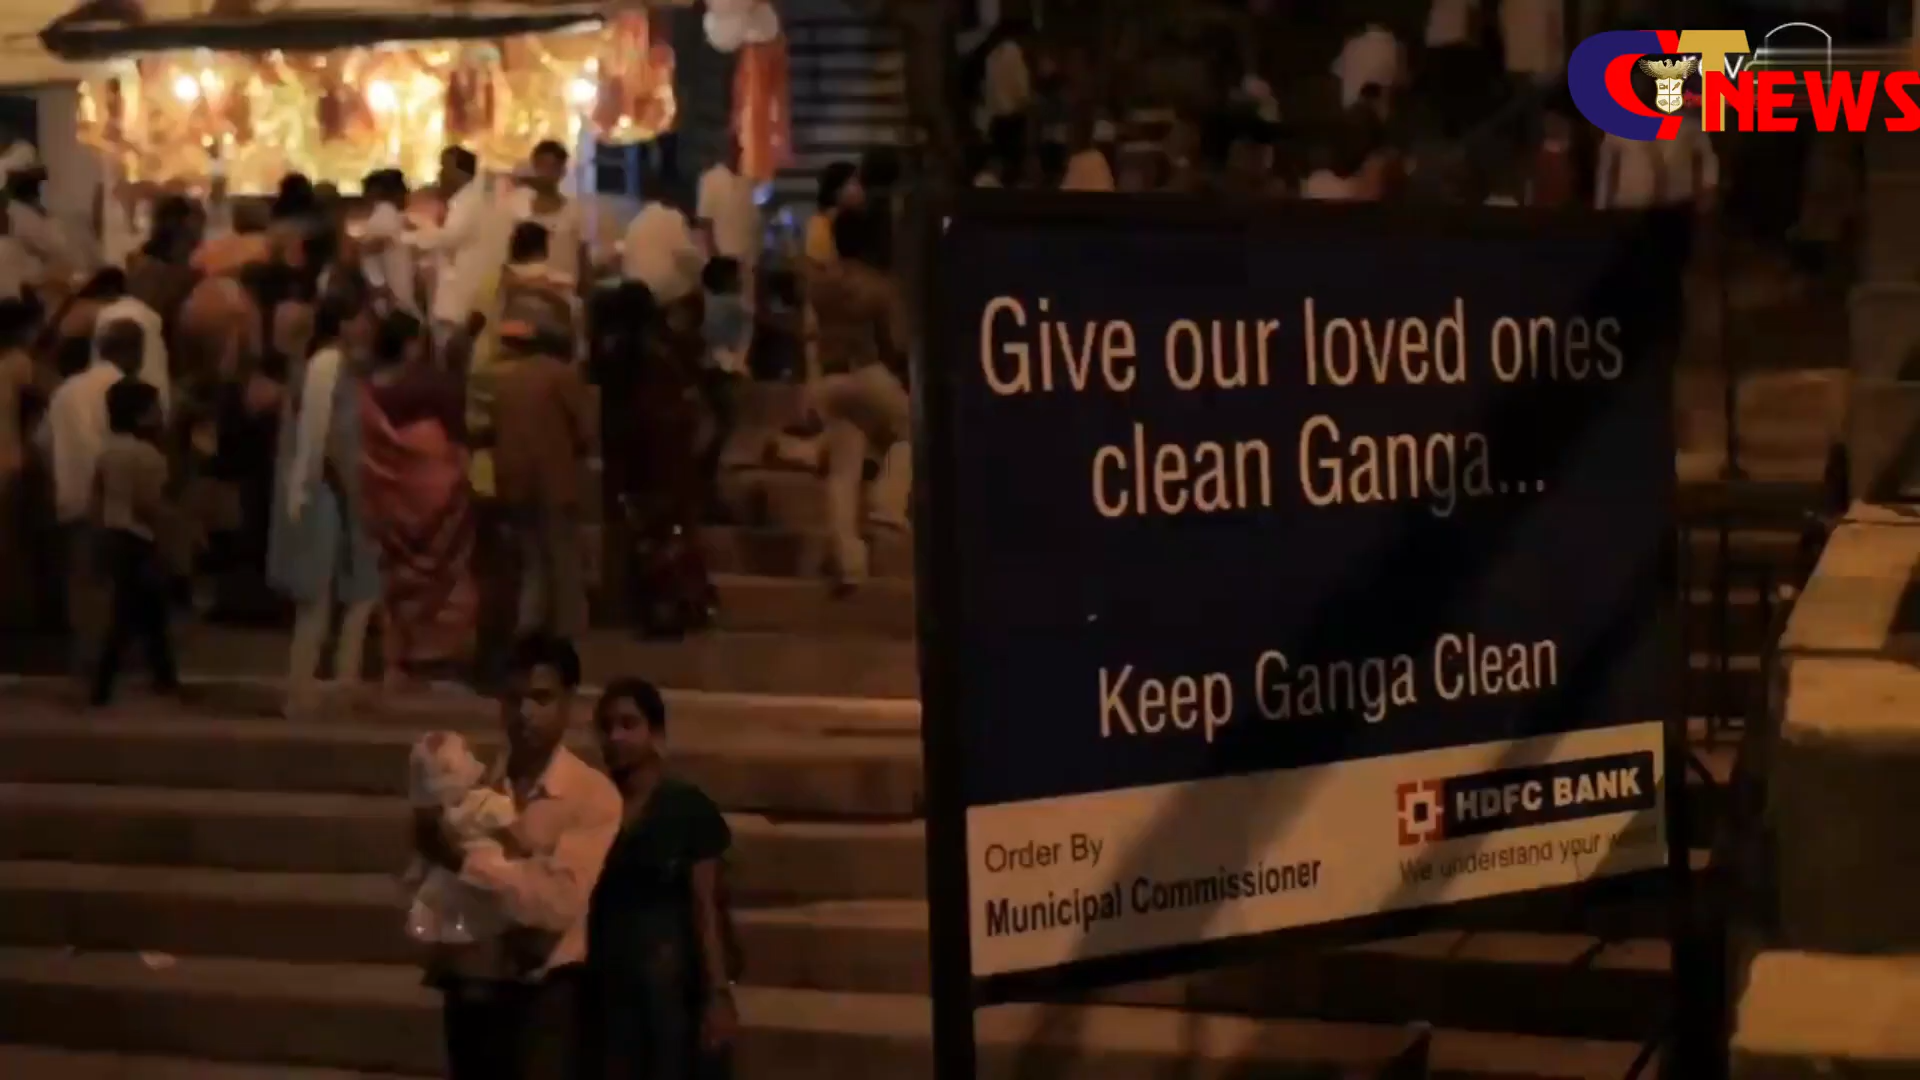 NEWS
Give our loved ones
clean Ganga...
Keep Ganga Clean
HDFC BANK
We understand your
Order By
Municipal Commissioner